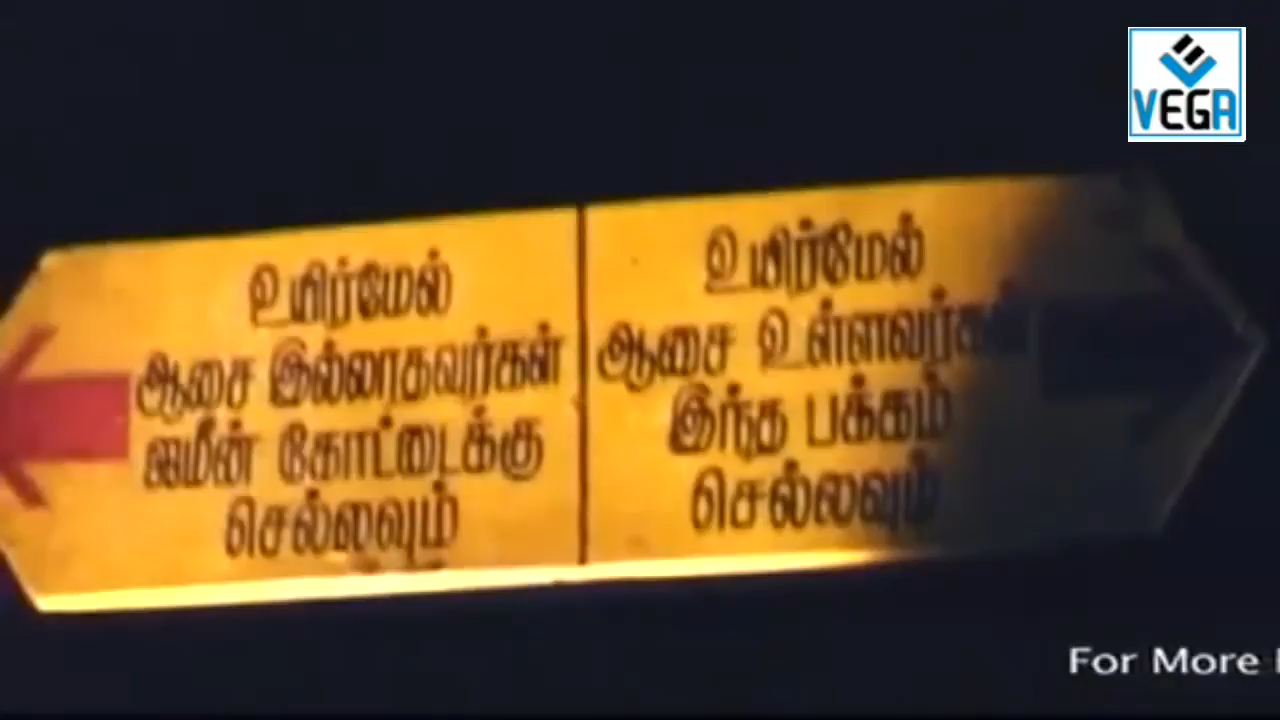 VEGA
உயிர்மேல்
ஆசை இல்லாதவர்கள்
ஜமீன் கோட்டைக்கு
செல்லவும்
உயிர்மேல்
ஆசை உள்ளவர்கள்
இந்த பக்கம்
செல்லவும்
For More